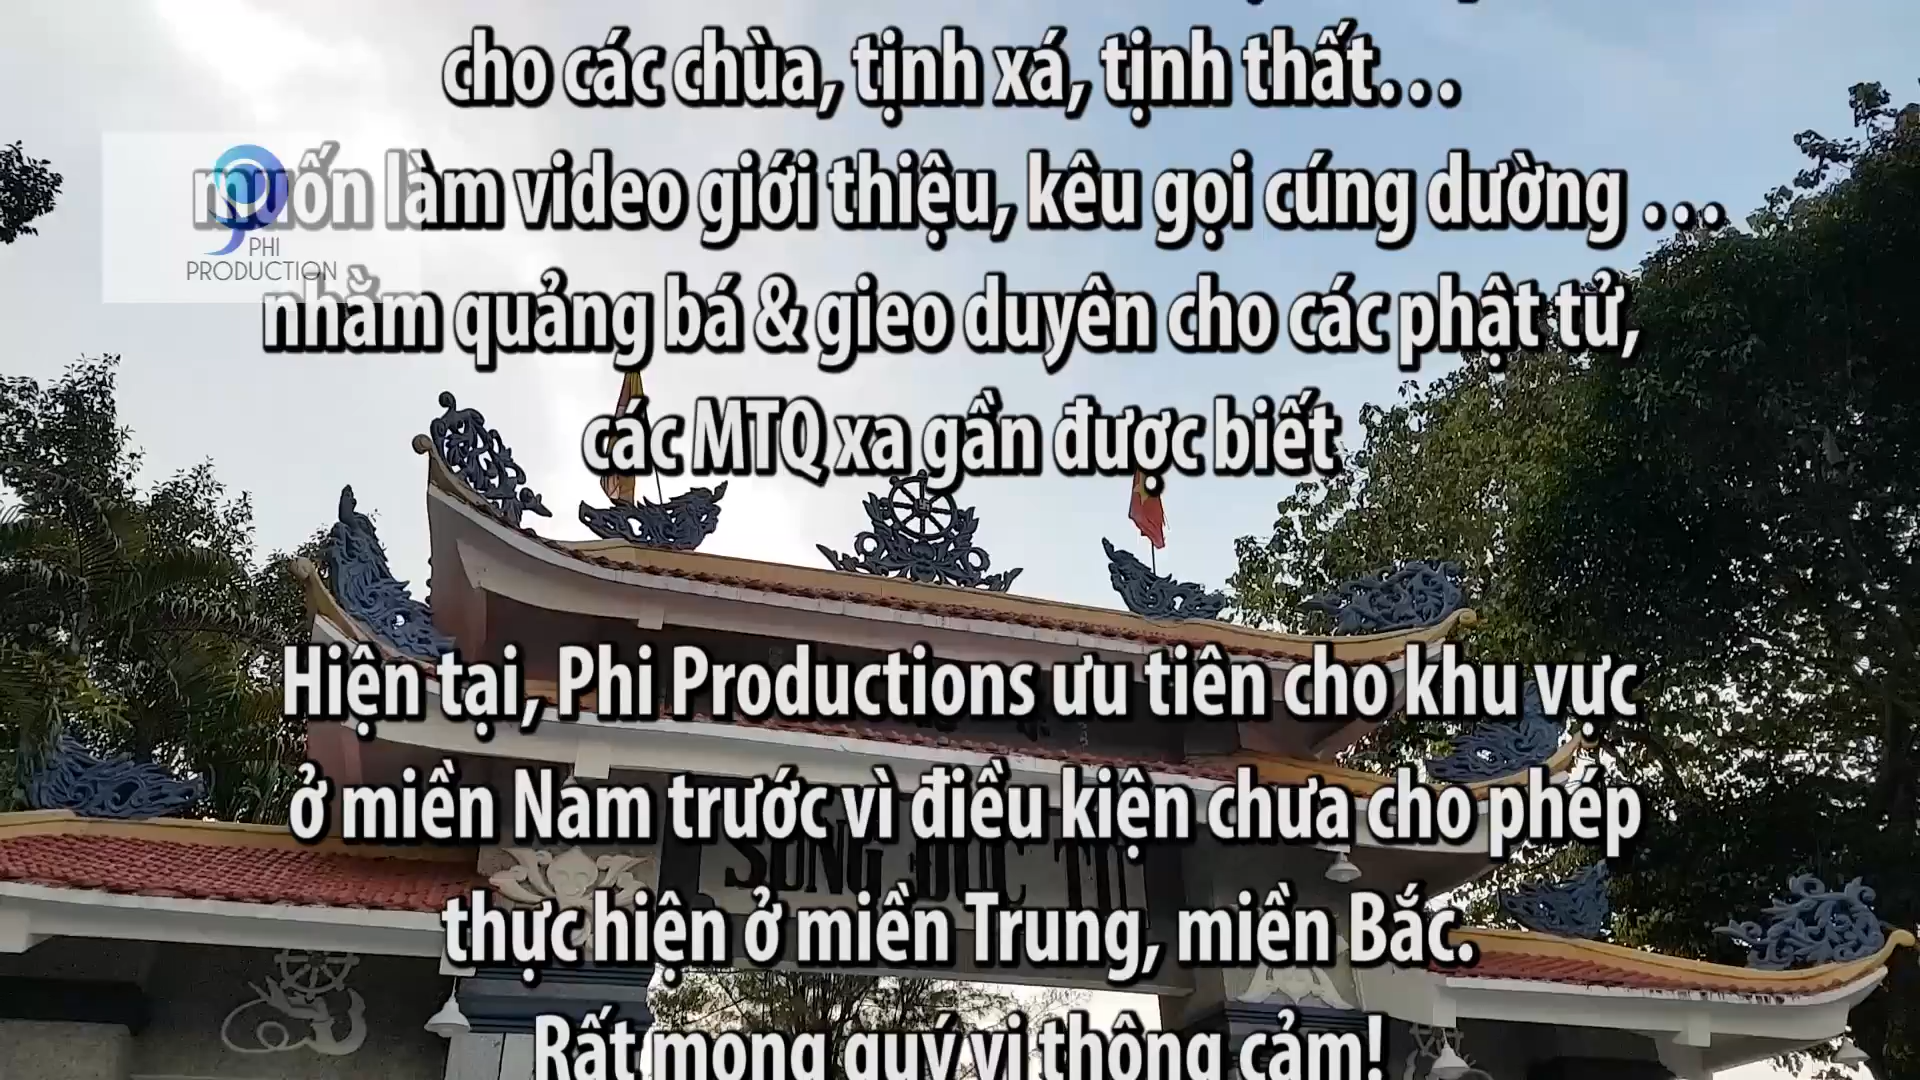 cho các chùa, tịnh xá, tịnh thất...
muốn làm video giới thiệu, kêu gọi cúng dường ...
PHI
PRODUCTION
nhằm quảng bá & gieo duyên cho các phật tử,
các MTQ xa gần được biết
Hiện tại, Phi Productions ưu tiên cho khu vực
ở miền Nam trước vì điều kiện chưa cho phép
SÙNG ĐỨC TỰ
thực hiện ở miền Trung, miền Bắc.
Rất mong quý vị thông cảm!